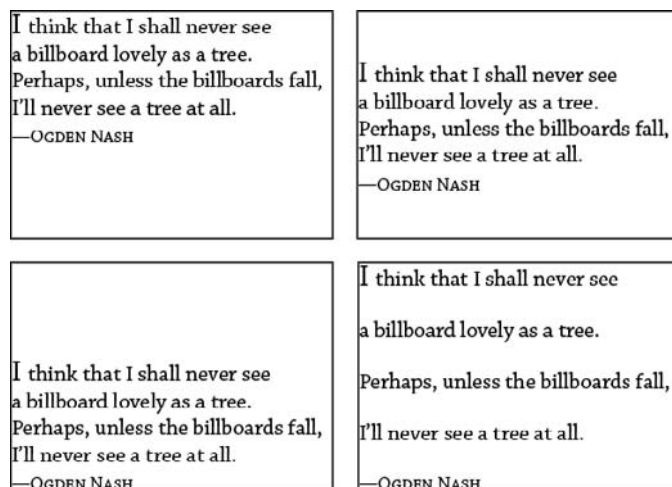 I think that I shall never see
a billboard lovely as a tree.
Perhaps, unless the billboards fall,
I'll never see a tree at all.
—OGDEN NASH
I think that I shall never see
a billboard lovely as a tree.
Perhaps, unless the billboards fall,
I'll never see a tree at all.
—OGDEN NASH
I think that I shall never see
a billboard lovely as a tree.
Perhaps, unless the billboards fall,
I'll never see a tree at all.
—OGDEN NASH
I think that I shall never see
a billboard lovely as a tree.
Perhaps, unless the billboards fall,
I'll never see a tree at all.
—OGDEN NASH